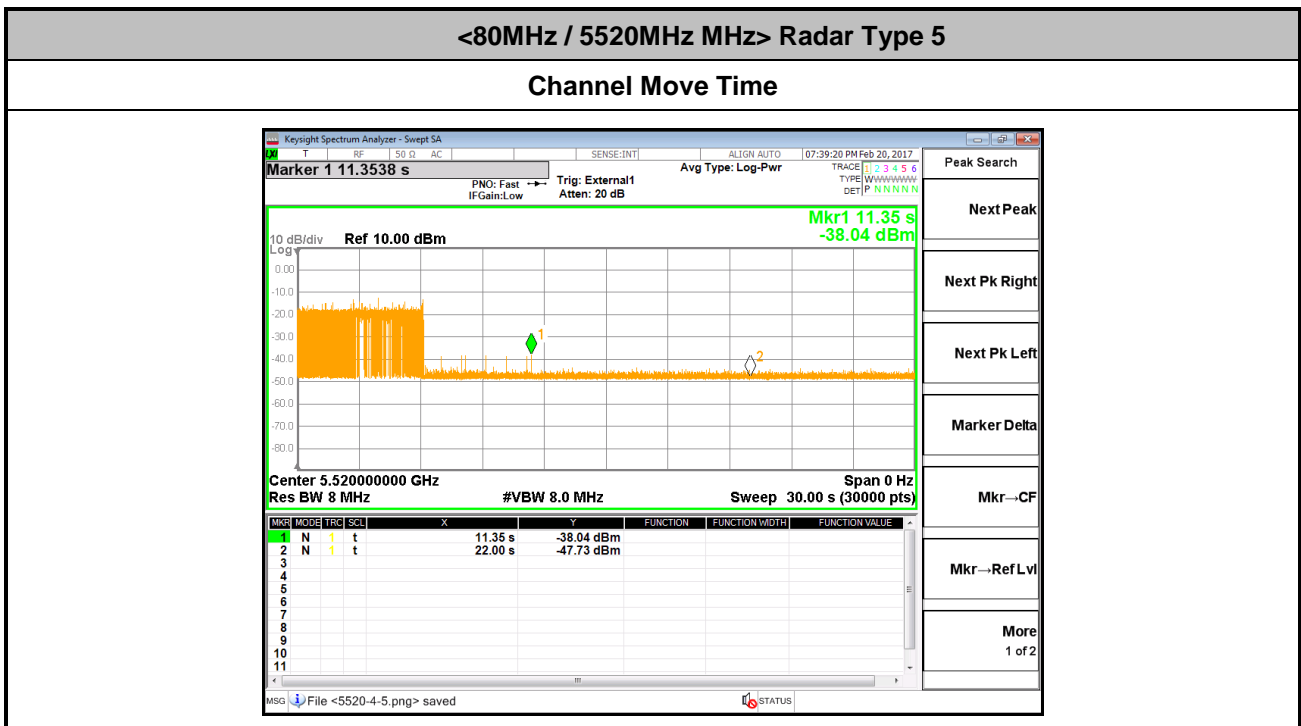 <80MHz / 5520MHz MHz> Radar Type 5
Channel Move Time
Keysight Spectrum Analyzer - Swept SA
LXI T RF 50 Ω AC SENSE:INT ALIGN AUTO 07:39:20 PM Feb 20, 2017
Marker 1 11.3538 s
PNO: Fast
IFGain:Low
Trig: External1
Atten: 20 dB
Avg Type: Log-Pwr
TRACE 1 2 3 4 5 6
TYPE WWWWWW
DET P N N N N N
Mkr1 11.35 s
-38.04 dBm
10 dB/div Ref 10.00 dBm
Log
0.00
-10.0
-20.0
-30.0
-40.0
-50.0
-60.0
-70.0
-80.0
1
2
Center 5.520000000 GHz Span 0 Hz
Res BW 8 MHz #VBW 8.0 MHz Sweep 30.00 s (30000 pts)
MKR MODE TRC SCL X Y FUNCTION FUNCTION WIDTH FUNCTION VALUE
1 N 1 t 11.35 s -38.04 dBm
2 N 1 t 22.00 s -47.73 dBm
3
4
5
6
7
8
9
10
11
MSG File <5520-4-5.png> saved STATUS
Peak Search
Next Peak
Next Pk Right
Next Pk Left
Marker Delta
Mkr→CF
Mkr→Ref Lvl
More
1 of 2